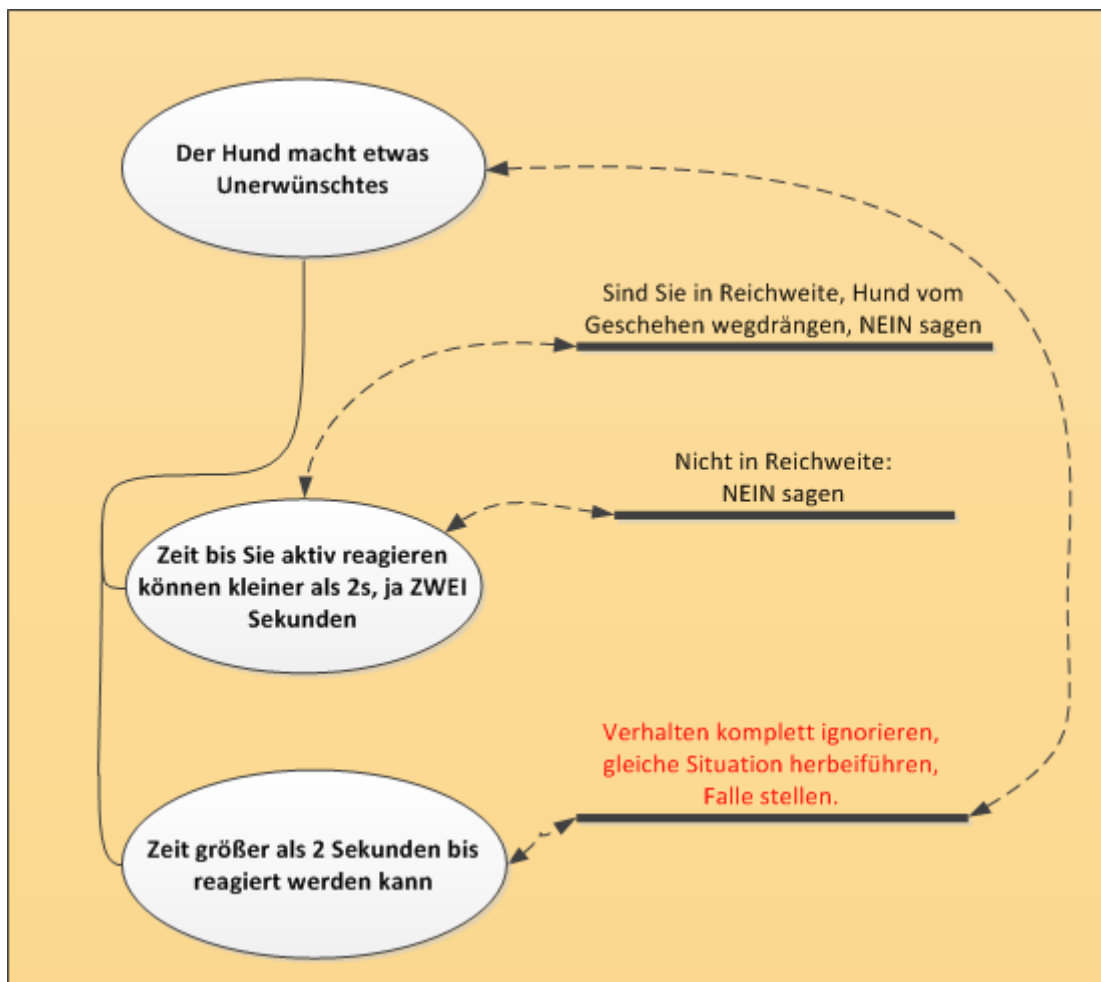 Der Hund macht etwas
Unerwünschtes
Sind Sie in Reichweite, Hund vom
Geschehen wegdrängen, NEIN sagen
Nicht in Reichweite:
NEIN sagen
Zeit bis Sie aktiv reagieren
können kleiner als 2s, ja ZWEI
Sekunden
Verhalten komplett ignorieren,
gleiche Situation herbeiführen,
Falle stellen.
Zeit größer als 2 Sekunden bis
reagiert werden kann